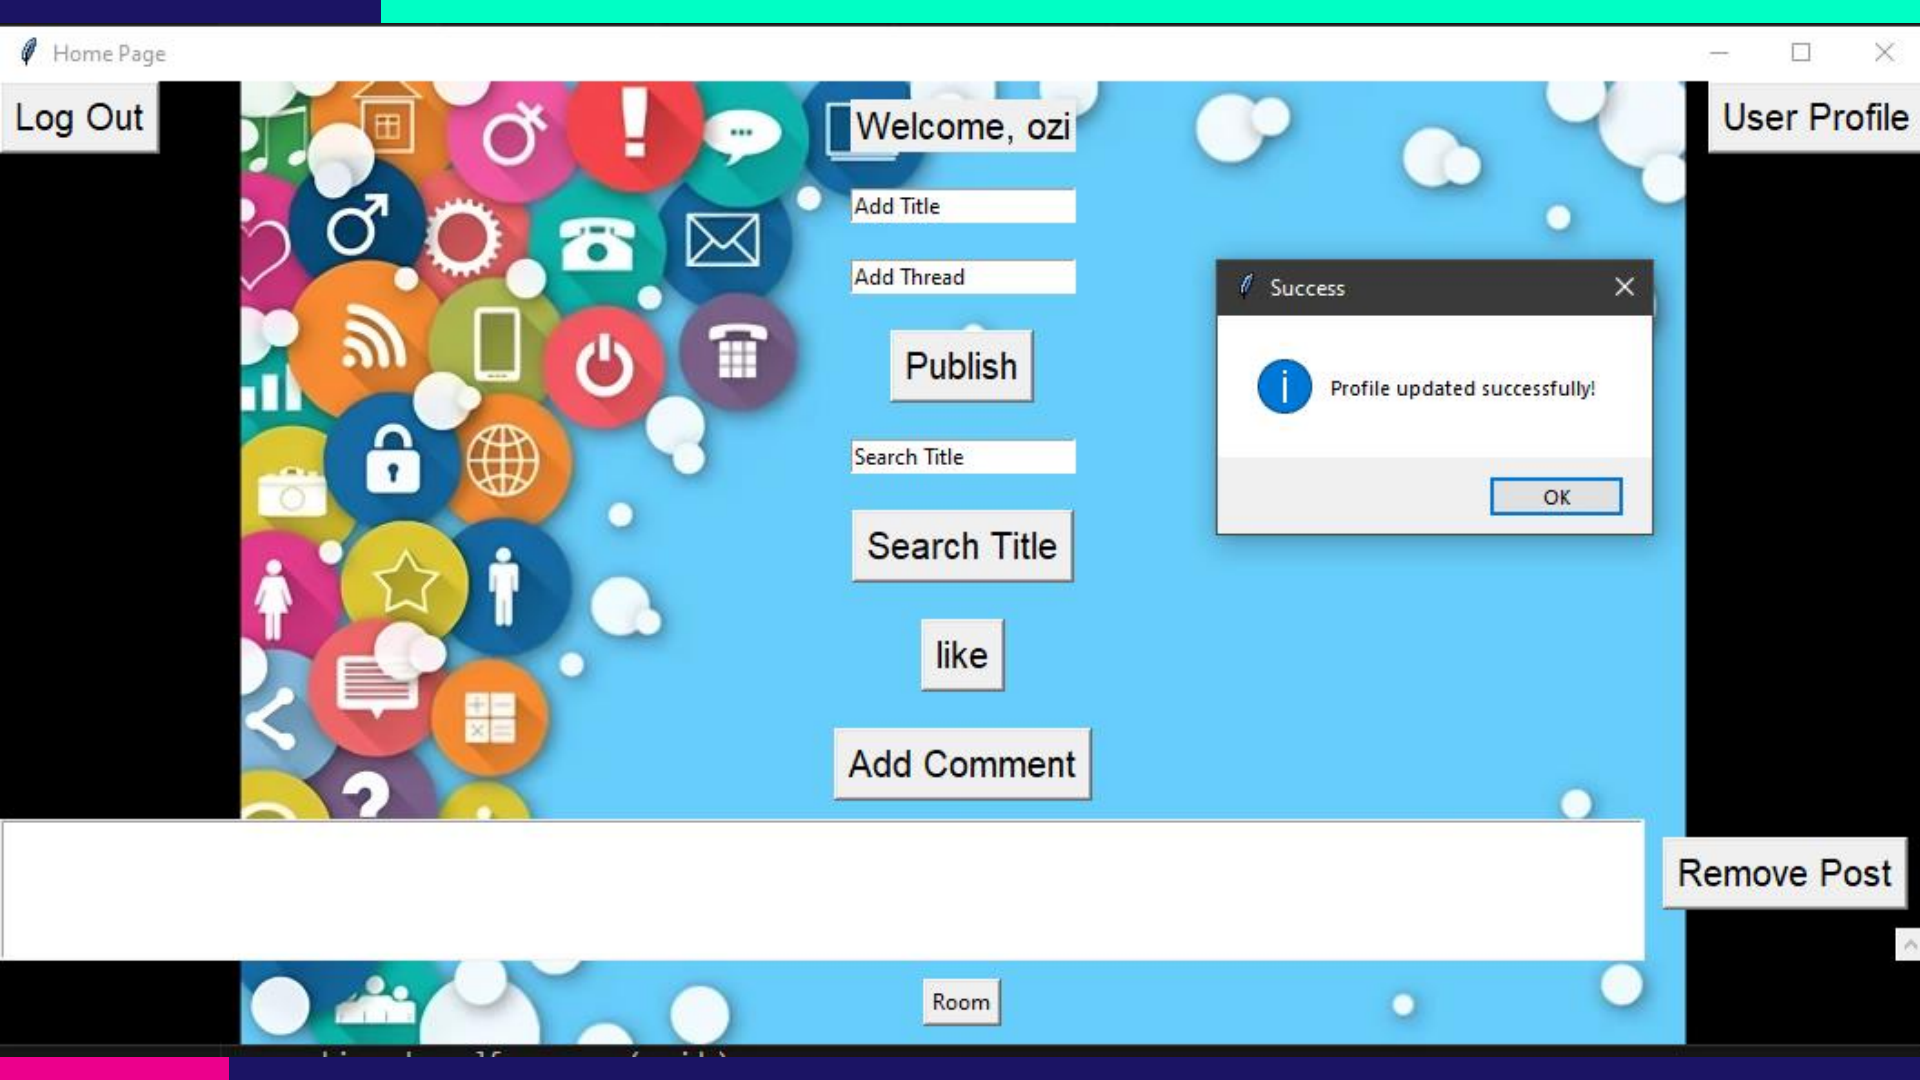 Home Page
Log Out
User Profile
Welcome, ozi
Add Title
Add Thread
Publish
Search Title
Search Title
like
Add Comment
Success
Profile updated successfully!
OK
Remove Post
Room